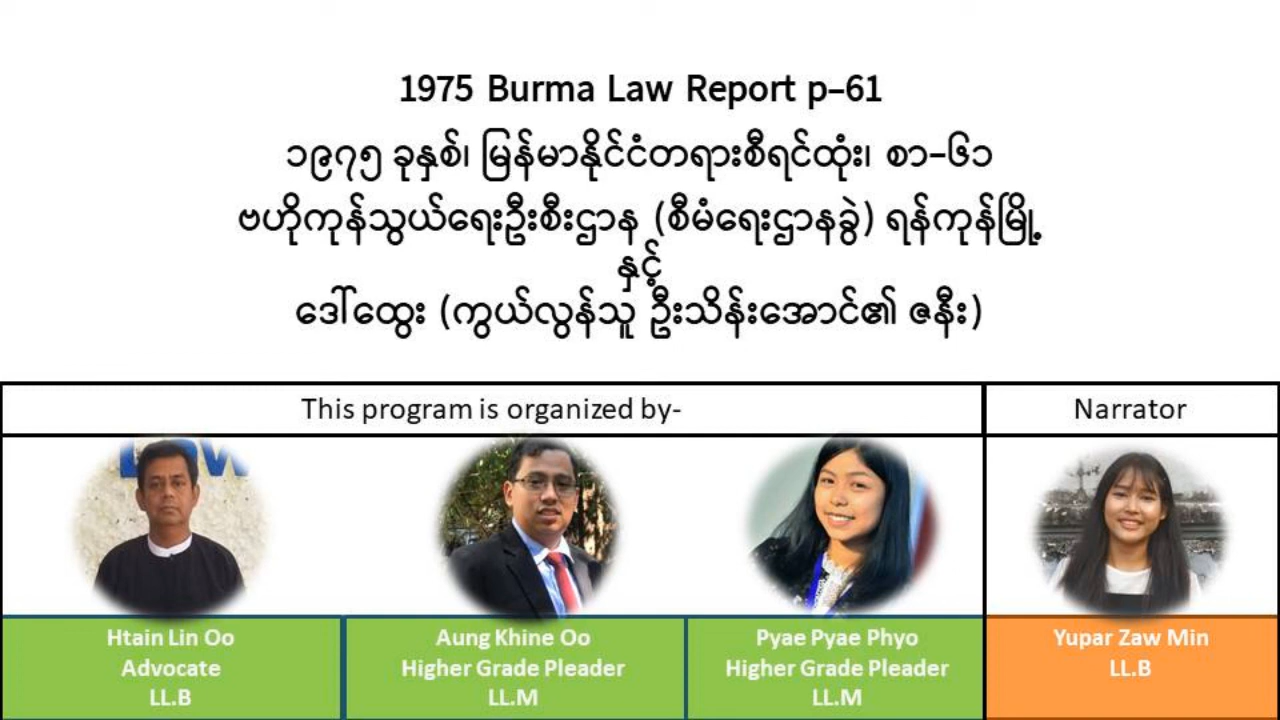 1975 Burma Law Report p-61
၁၉၇၅ ခုနှစ်၊ မြန်မာနိုင်ငံတရားစီရင်ထုံး၊ စာ-၆၁
ဗဟိုကုန်သွယ်ရေးဦးစီးဌာန (စီမံရေးဌာနခွဲ) ရန်ကုန်မြို့
နှင့်
ဒေါ်ထွေး (ကွယ်လွန်သူ ဦးသိန်းအောင်၏ ဇနီး)
This program is organized by-
Narrator
Htain Lin Oo
Advocate
LL.B
Aung Khine Oo
Higher Grade Pleader
LL.M
Pyae Pyae Phyo
Higher Grade Pleader
LL.M
Yupar Zaw Min
LL.B